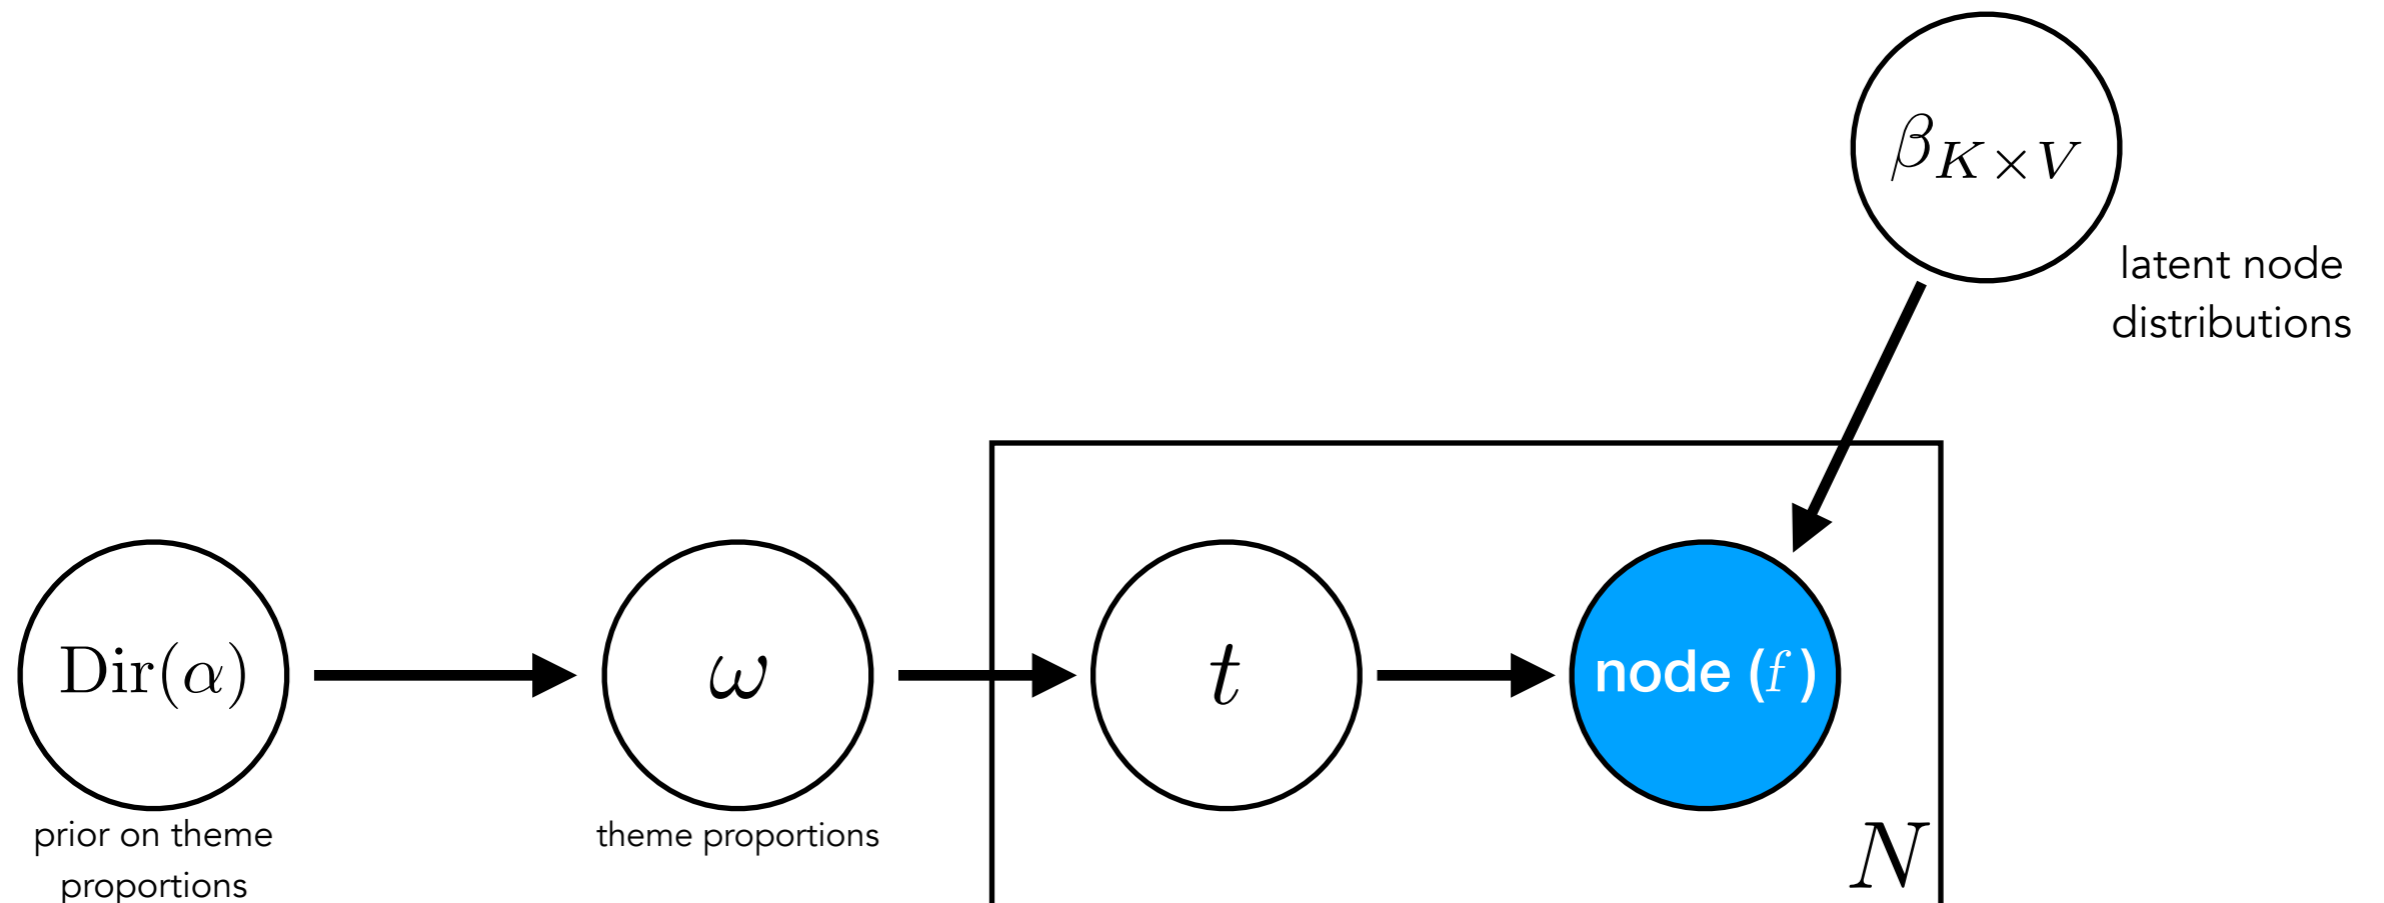 β_{K×V}
latent node
distributions
Dir(α)
ω
t
node (f)
prior on theme
proportions
theme proportions
N